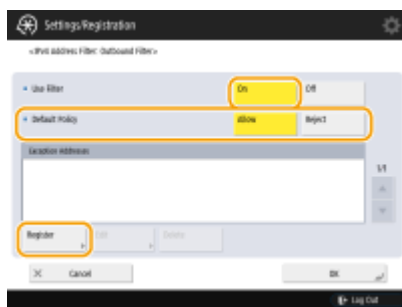 Settings/Registration
<IPv4 Address Filter: Outbound Filter>
Use Filter
On
Off
Default Policy
Allow
Reject
Exception Addresses
1/1
Register
Edit
Delete
Cancel
OK
Log Out